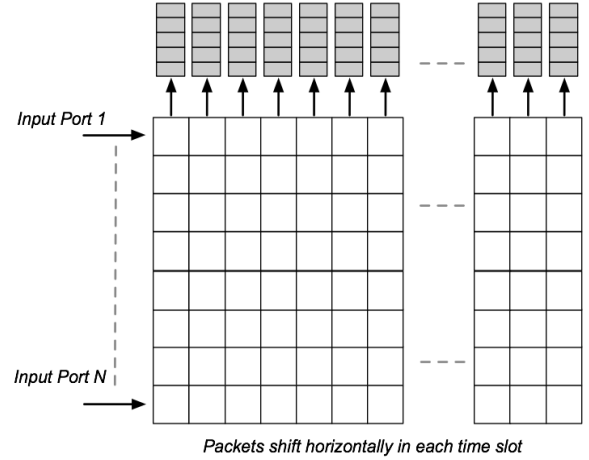 Input Port 1
Input Port N
Packets shift horizontally in each time slot